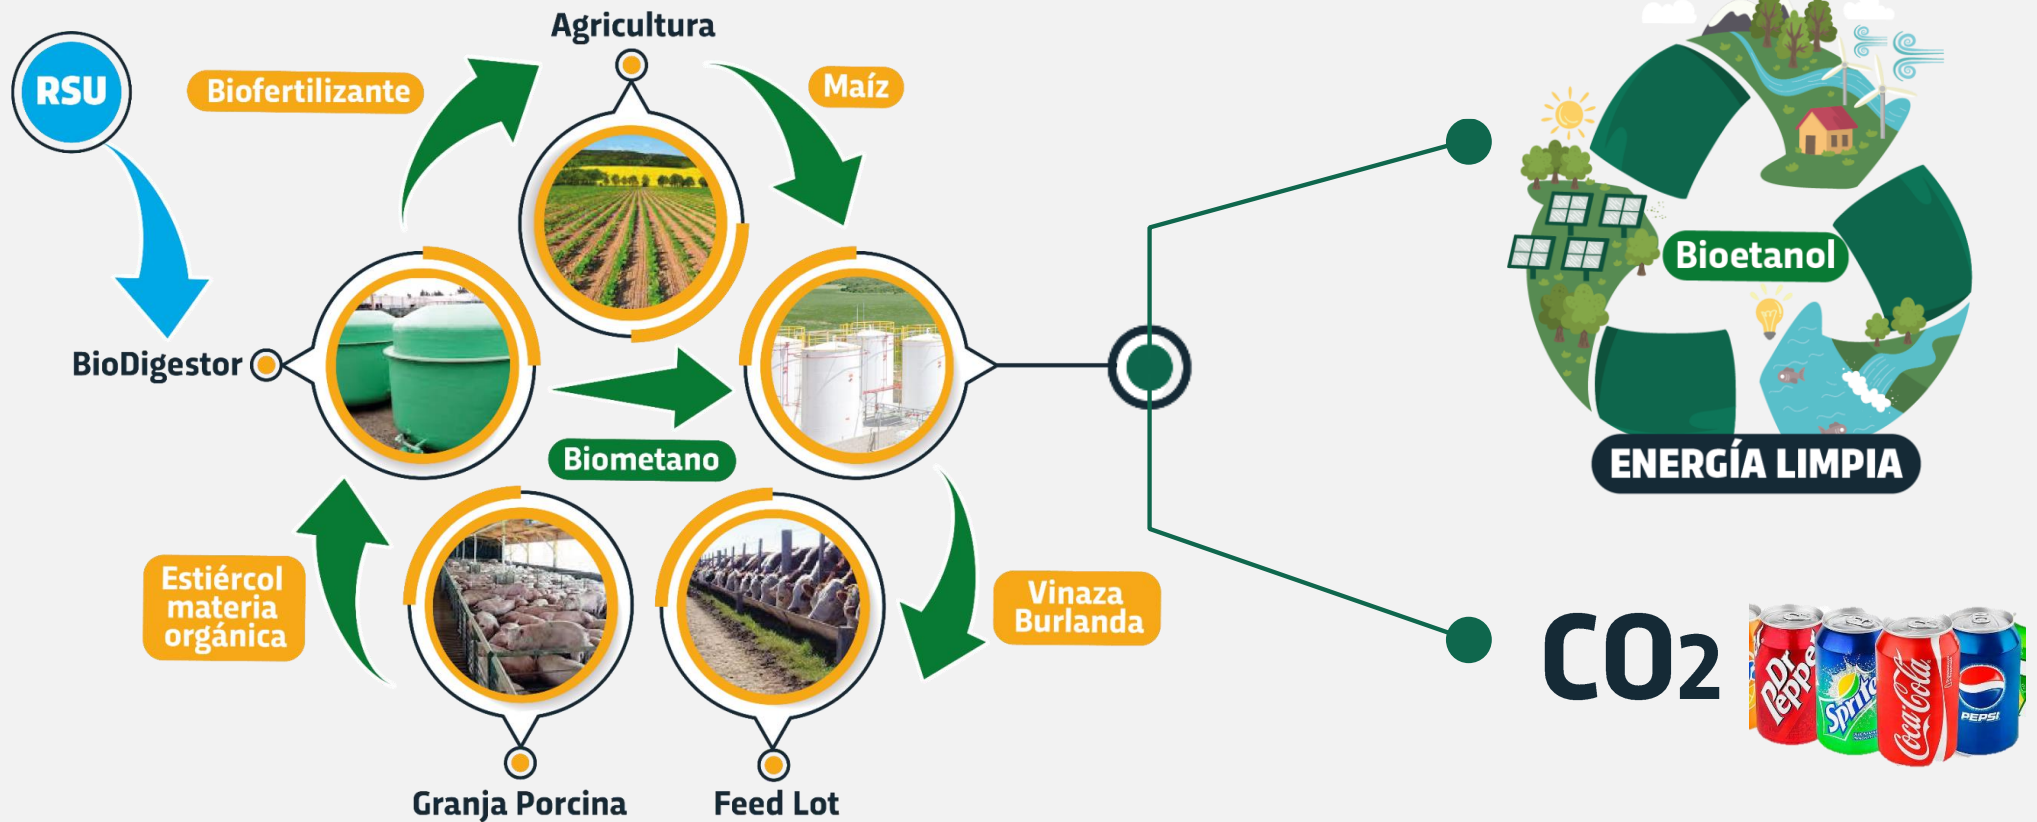 Agricultura
RSU
Biofertilizante
Maíz
Bioetanol
BioDigestor
Biometano
ENERGÍA LIMPIA
Estiércol
materia
orgánica
Vinaza
Burlanda
CO2
Dr Pepper
Sprite
Coca-Cola
PEPSI
Granja Porcina
Feed Lot